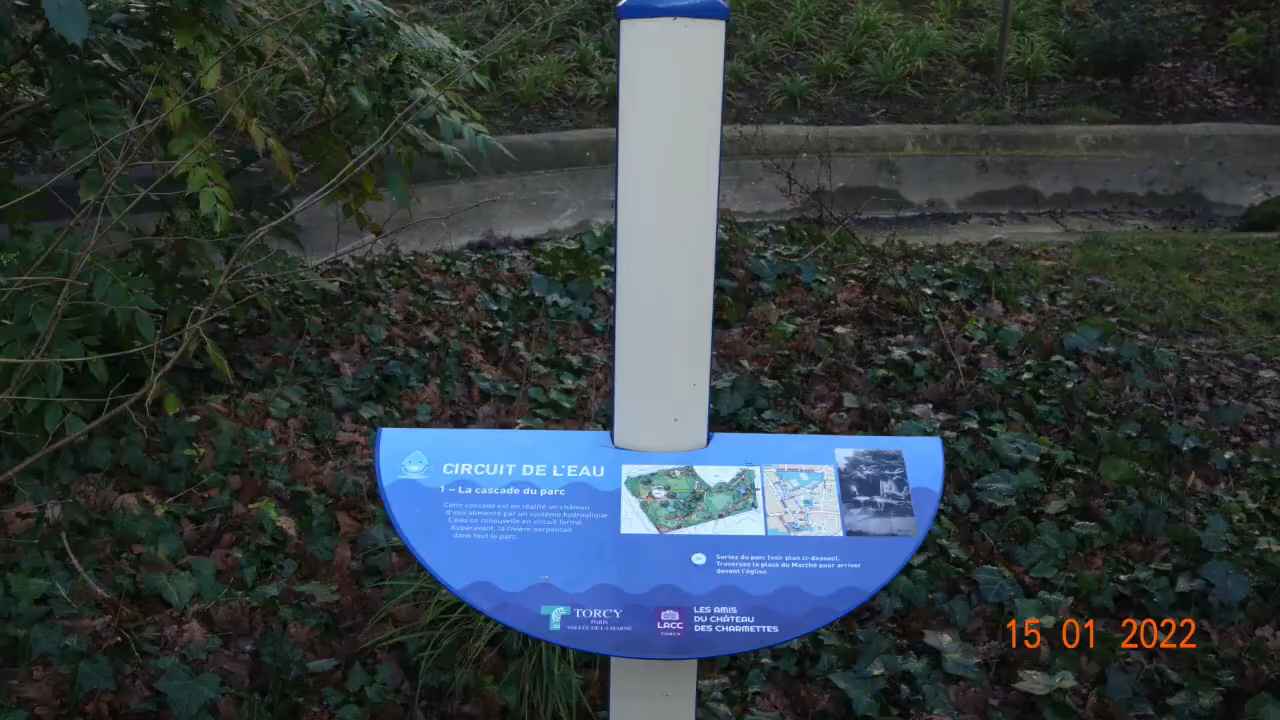 CIRCUIT DE L'EAU
1 – La cascade du parc
Cette cascade est en réalité un château
d'eau alimenté par un système hydraulique
L'eau se renouvelle en circuit fermé.
Auparavant, la rivière serpentait
dans tout le parc.
Sortez du parc (voir plan ci-dessus).
Traversez la place du Marché pour arriver
devant l'église.
TORCY
PARIS
VALLÉE DE LA MARNE
LACC
TORCY
LES AMIS
DU CHÂTEAU
DES CHARMETTES
15 01 2022